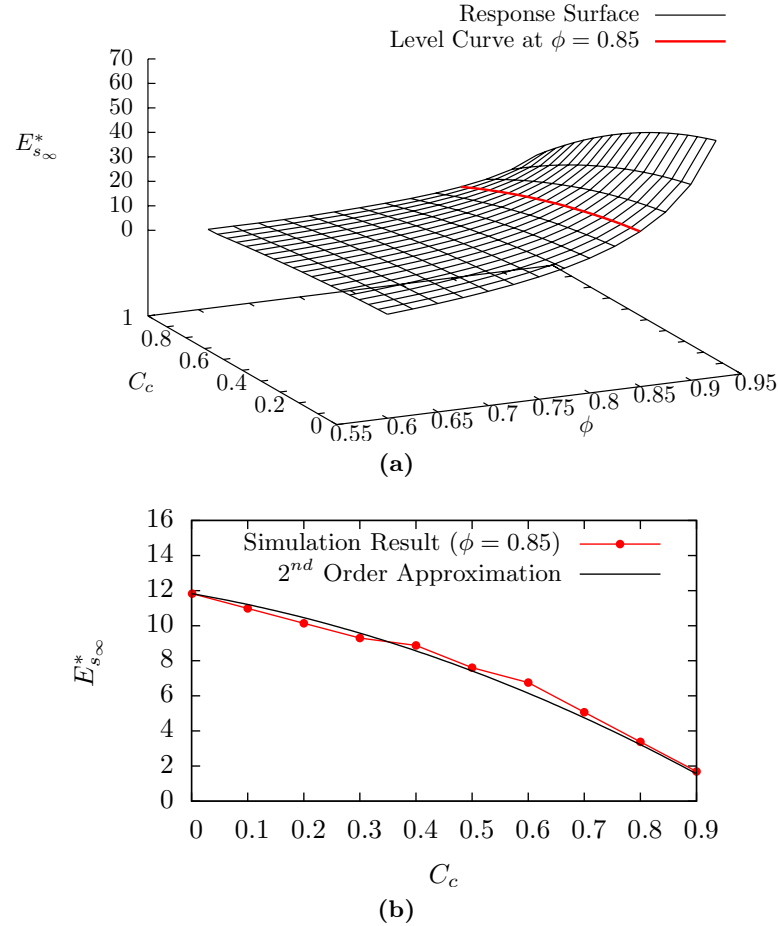 Response Surface
Level Curve at ϕ = 0.85
70
60
50
40
30
20
10
0
E*s∞
1
0.8
0.6
0.4
0.2
0
Cc
0.55
0.6
0.65
0.7
0.75
0.8
0.85
0.9
0.95
ϕ
(a)
16
14
12
10
8
6
4
2
0
E*s∞
Simulation Result (ϕ = 0.85)
2nd Order Approximation
0 0.1 0.2 0.3 0.4 0.5 0.6 0.7 0.8 0.9
Cc
(b)